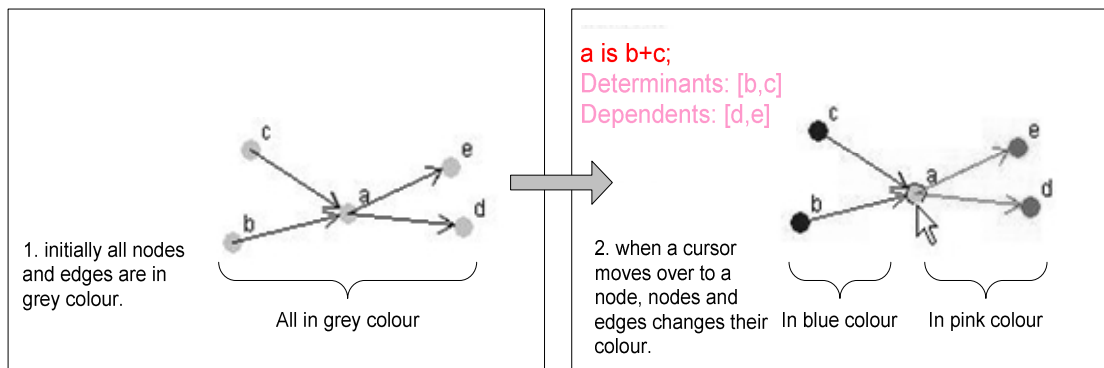 c
e
a
b
d
1. initially all nodes
and edges are in
grey colour.
All in grey colour
a is b+c;
Determinants: [b,c]
Dependents: [d,e]
c
e
a
b
d
2. when a cursor
moves over to a
node, nodes and
edges changes their
colour.
In blue colour
In pink colour